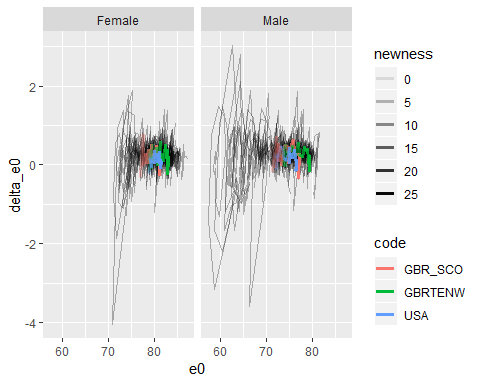 Female
Male
delta_e0
2
0
-2
-4
60
70
80
60
70
80
e0
newness
0
5
10
15
20
25
code
GBR_SCO
GBRTENW
USA